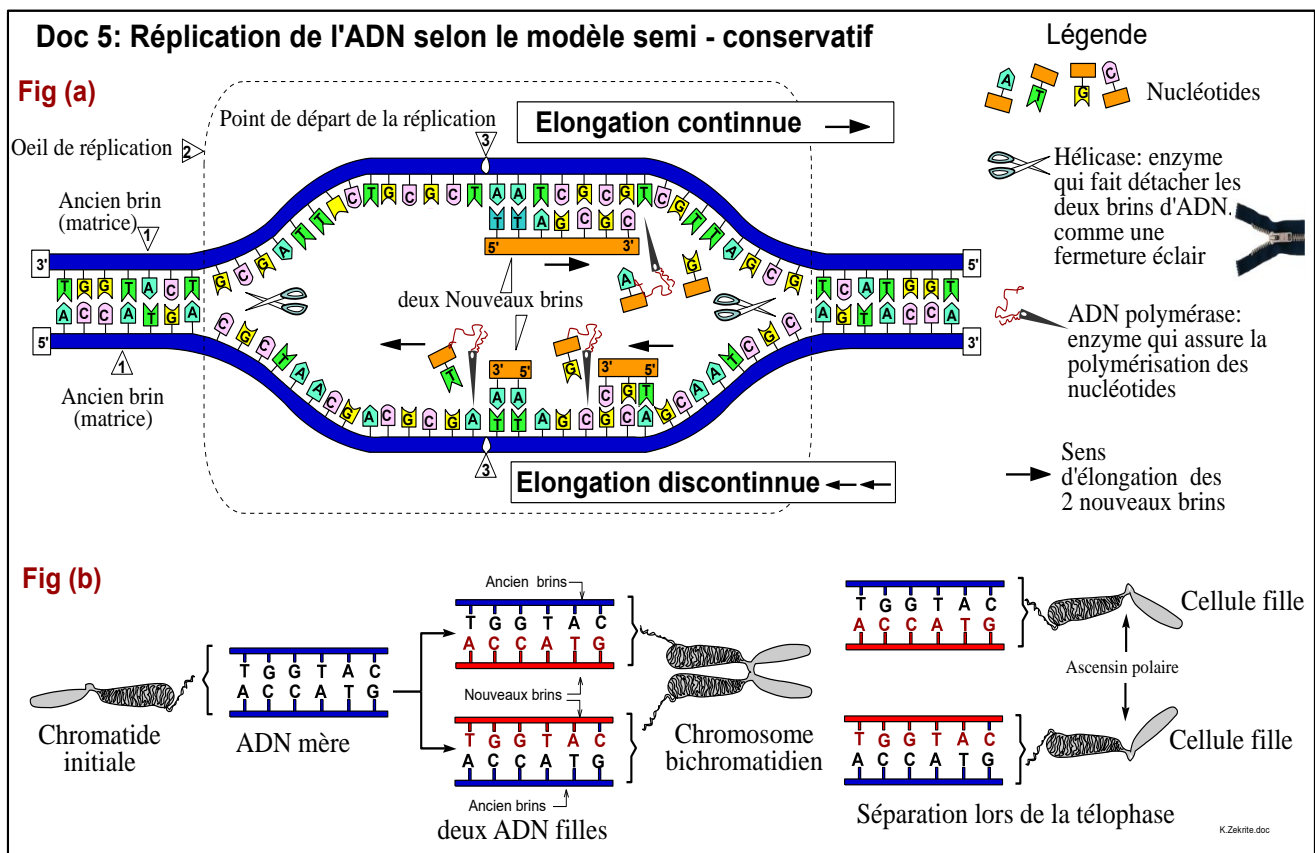 Doc 5: Réplication de l'ADN selon le modèle semi - conservatif
Légende
Fig (a)
A T G C
Nucléotides
Point de départ de la réplication
3
Elongation continnue
Oeil de réplication 2
Hélicase: enzyme
qui fait détacher les
deux brins d'ADN.
comme une
fermeture éclair
Ancien brin
(matrice) 1
3'
5'
T G G T A C T
G C G A T T
C T G C G C T A A T C G C G T C G T T A G C G
T C A T G G T
T T A G C G C
5' 3'
A G
deux Nouveaux brins
A C C A T G A
C G C T A A C G A C G C G A T T A G C G C A G C A A T C G C
A G T A C C A
T
3' 5'
A A
G
3' 5'
C G T
5'
3'
1
Ancien brin
(matrice)
3
Elongation discontinnue
ADN polymérase:
enzyme qui assure la
polymérisation des
nucléotides
Sens
d'élongation des
2 nouveaux brins
Fig (b)
Chromatide
initiale
T G G T A C
A C C A T G
ADN mère
Ancien brins
T G G T A C
A C C A T G
Nouveaux brins
T G G T A C
A C C A T G
Ancien brins
deux ADN filles
Chromosome
bichromatidien
T G G T A C
A C C A T G
Cellule fille
Ascensin polaire
T G G T A C
A C C A T G
Cellule fille
Séparation lors de la télophase
K.Zekrite.doc